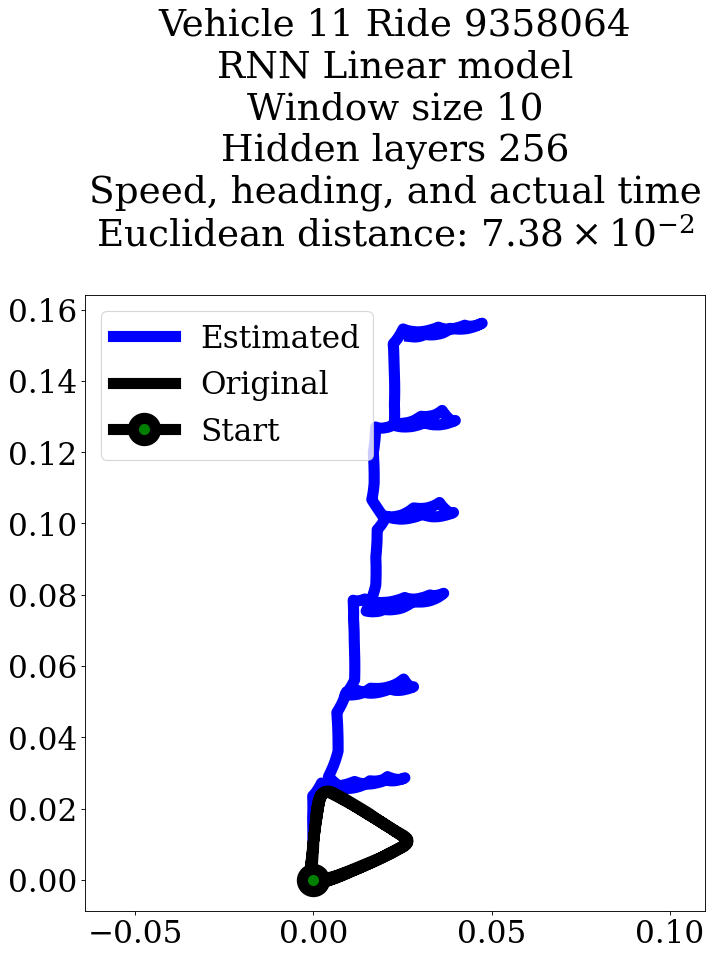 Vehicle 11 Ride 9358064
RNN Linear model
Window size 10
Hidden layers 256
Speed, heading, and actual time
Euclidean distance: 7.38 × 10⁻²
Estimated
Original
Start
0.16
0.14
0.12
0.10
0.08
0.06
0.04
0.02
0.00
−0.05 0.00 0.05 0.10